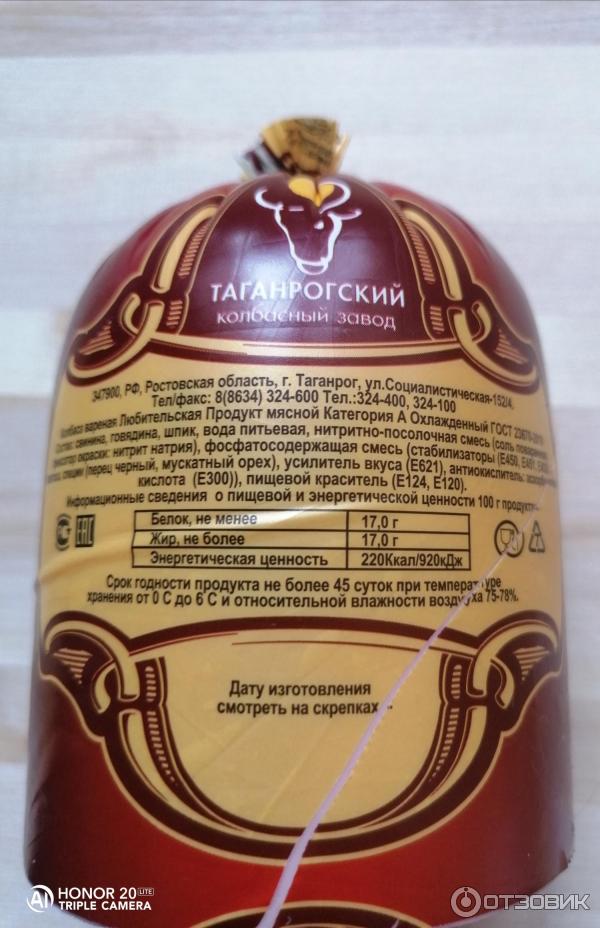 ТАГАНРОГСКИЙ
колбасный завод
347900, РФ, Ростовская область, г. Таганрог, ул.Социалистическая-152/4.
Тел/факс: 8(8634) 324-600 Тел.:324-400, 324-100
Колбаса вареная Любительская Продукт мясной Категория А Охлажденный ГОСТ
Состав: свинина, говядина, шпик, вода питьевая, нитритно-посолочная смесь (соль поваренная,
фиксатор окраски: нитрит натрия), фосфатосодержащая смесь (стабилизаторы (Е450, Е451,
специи (перец черный, мускатный орех), усилитель вкуса (Е621), антиокислитель:
кислота (Е300)), пищевой краситель (Е124, Е120).
Информационные сведения о пищевой и энергетической ценности 100 г продукта
Белок, не менее 17,0 г
Жир, не более 17,0 г
Энергетическая ценность 220Ккал/920кДж
ЕАС
Срок годности продукта не более 45 суток при температуре
хранения от 0 С до 6 С и относительной влажности воздуха 75-78%.
Дату изготовления
смотреть на скрепках
AI HONOR 20 LITE
TRIPLE CAMERA
ОТЗОВИК